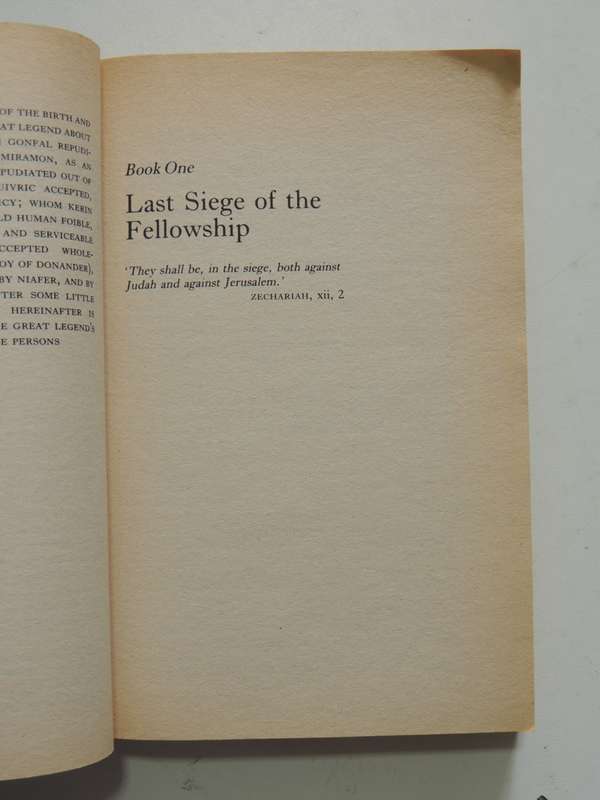 OF THE BIRTH AND
AT LEGEND ABOUT
GONFAL REPUDI-
MIRAMON, AS AN
PUDIATED OUT OF
UIVRIC ACCEPTED,
CY; WHOM KERIN
LD HUMAN FOIBLE,
AND SERVICEABLE
CCEPTED WHOLE-
OY OF DONANDER),
BY NIAFER, AND BY
TER SOME LITTLE
HEREINAFTER IS
E GREAT LEGEND'S
E PERSONS
Book One
Last Siege of the
Fellowship
'They shall be, in the siege, both against
Judah and against Jerusalem.'
ZECHARIAH, xii, 2